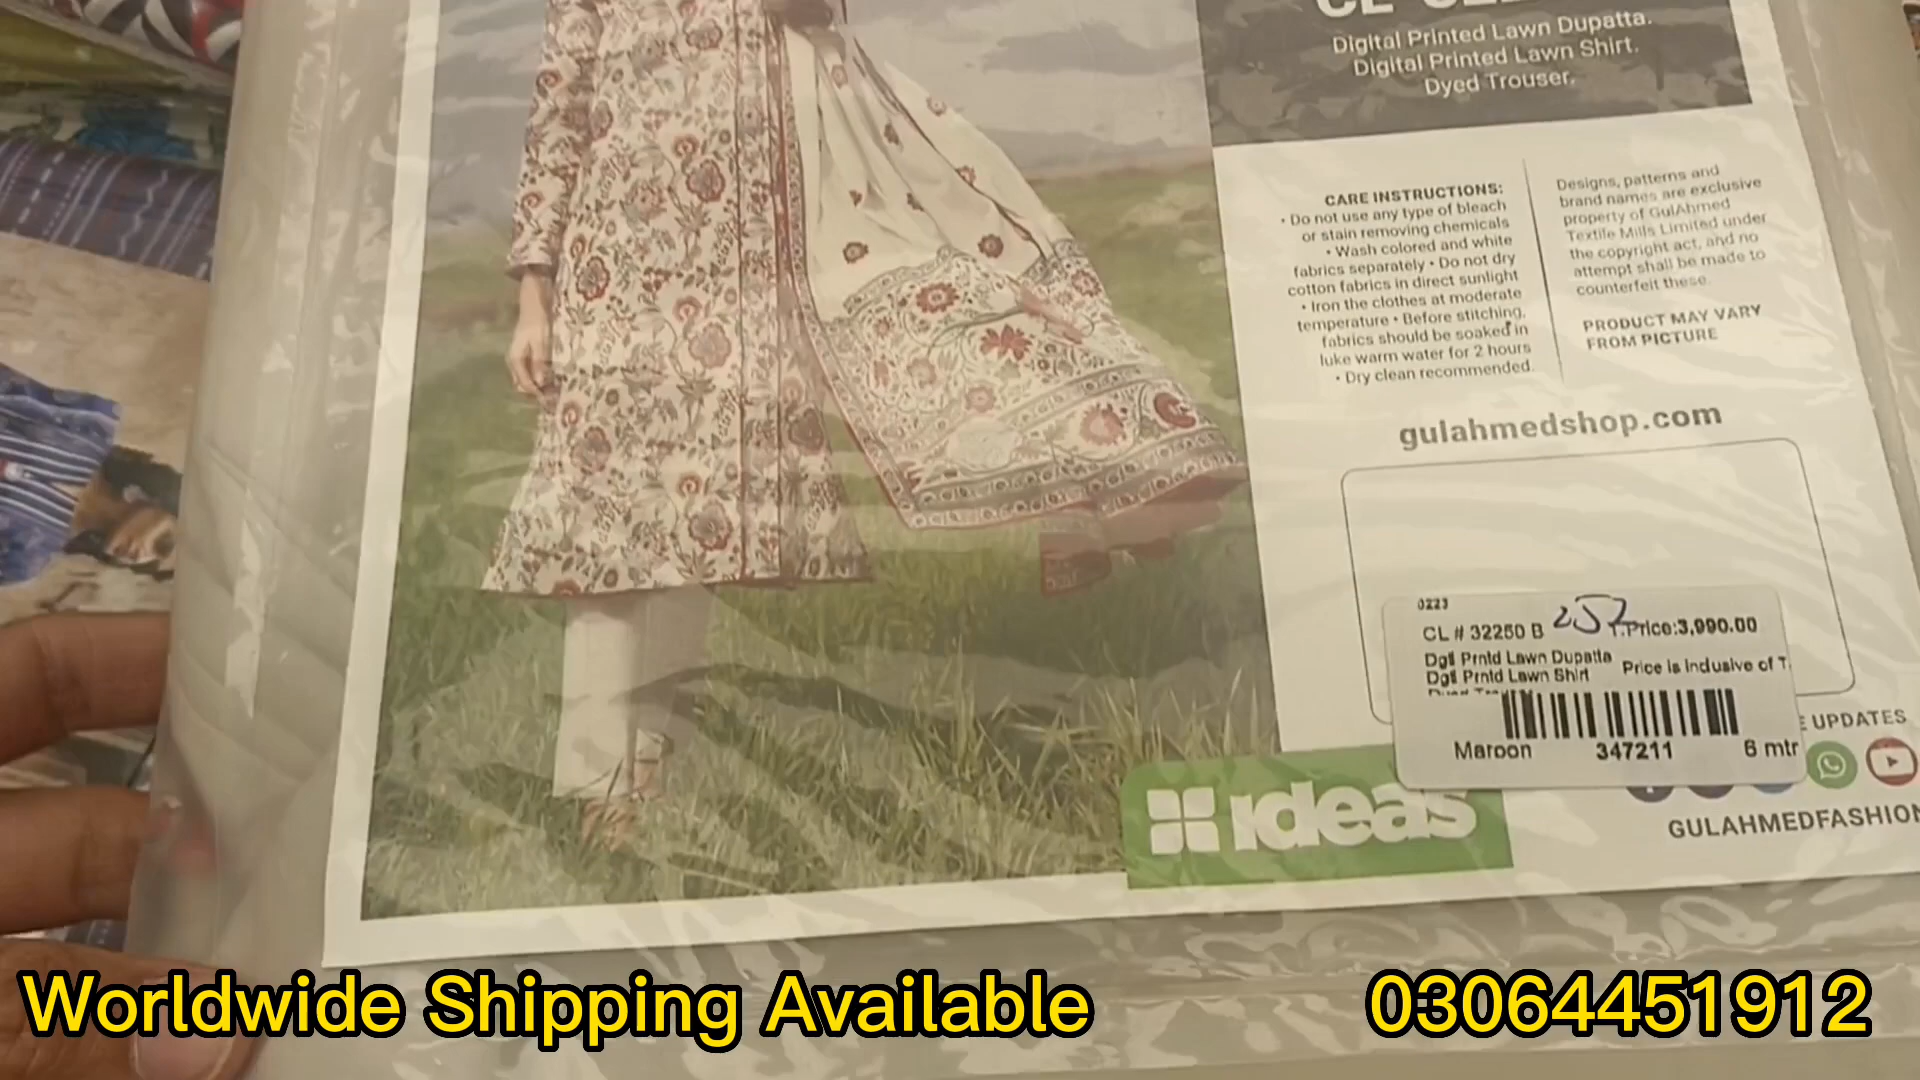 Digital Printed Lawn Dupatta.
Digital Printed Lawn Shirt.
Dyed Trouser.
CARE INSTRUCTIONS:
• Do not use any type of bleach
or stain removing chemicals
• Wash colored and white
fabrics separately • Do not dry
cotton fabrics in direct sunlight
• Iron the clothes at moderate
temperature • Before stitching,
fabrics should be soaked in
luke warm water for 2 hours
• Dry clean recommended.
Designs, patterns and
brand names are exclusive
property of GulAhmed
Textile Mills Limited under
the copyright act, and no
attempt shall be made to
counterfeit these.
PRODUCT MAY VARY
FROM PICTURE
gulahmedshop.com
0223
CL # 32250 B T.Price:3,990.00
Dgtl Prntd Lawn Dupatta
Dgtl Prntd Lawn Shirt Price is inclusive of T
Maroon 347211 6 mtr
UPDATES
ideas
GULAHMEDFASHION
Worldwide Shipping Available 03064451912